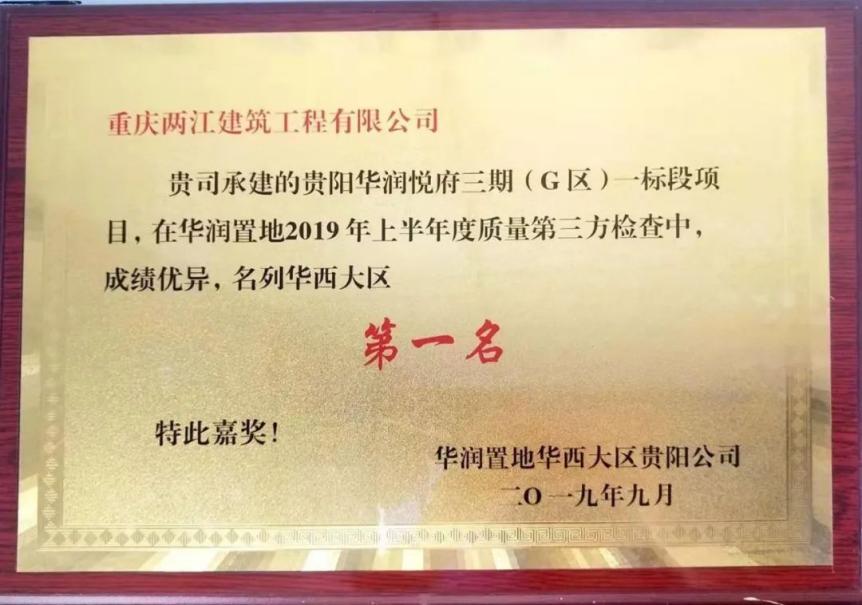 重庆两江建筑工程有限公司
贵司承建的贵阳华润悦府三期（G区）一标段项
目，在华润置地2019年上半年度质量第三方检查中，
成绩优异，名列华西大区
第一名
特此嘉奖！
华润置地华西大区贵阳公司
二O一九年九月